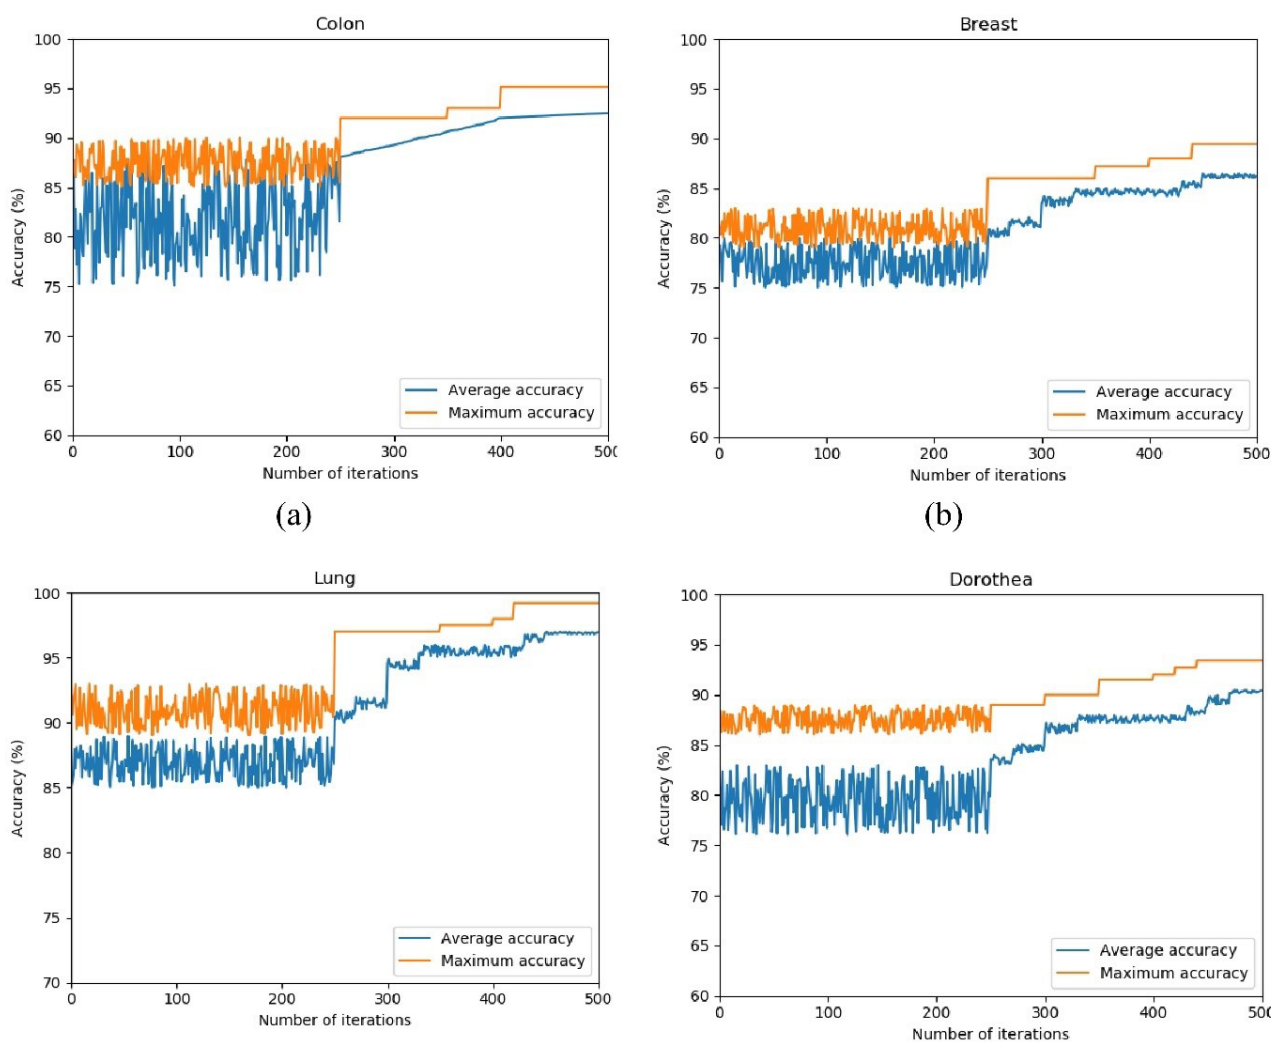 Colon
100
95
90
85
80
75
70
65
60
Accuracy (%)
0 100 200 300 400 500
Number of iterations
Average accuracy
Maximum accuracy
(a)
Breast
100
95
90
85
80
75
70
65
60
Accuracy (%)
0 100 200 300 400 500
Number of iterations
Average accuracy
Maximum accuracy
(b)
Lung
100
95
90
85
80
75
70
Accuracy (%)
0 100 200 300 400 500
Number of iterations
Average accuracy
Maximum accuracy
Dorothea
100
95
90
85
80
75
70
65
60
Accuracy (%)
0 100 200 300 400 500
Number of iterations
Average accuracy
Maximum accuracy